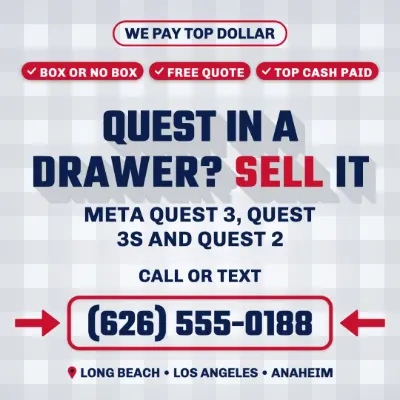 WE PAY TOP DOLLAR
✓ BOX OR NO BOX ✓ FREE QUOTE ✓ TOP CASH PAID
QUEST IN A
DRAWER? SELL IT
META QUEST 3, QUEST
3S AND QUEST 2
CALL OR TEXT
(626) 555-0188
LONG BEACH • LOS ANGELES • ANAHEIM